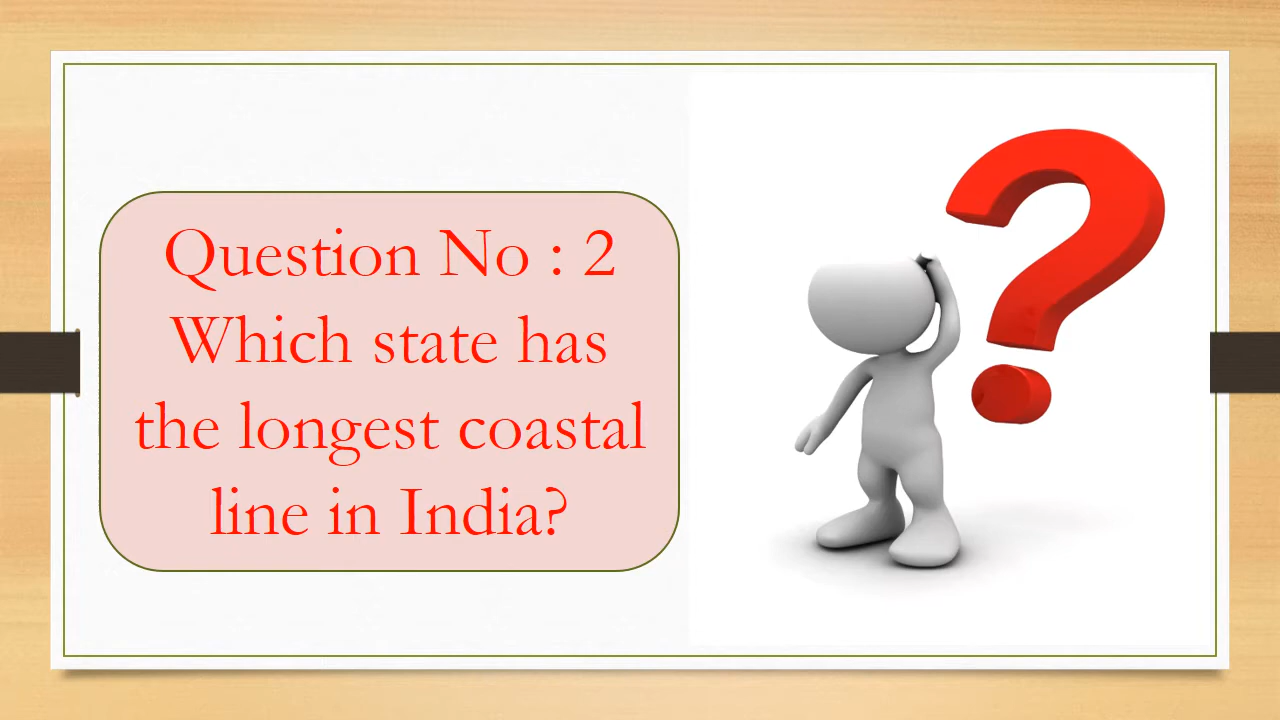 Question No : 2
Which state has
the longest coastal
line in India?